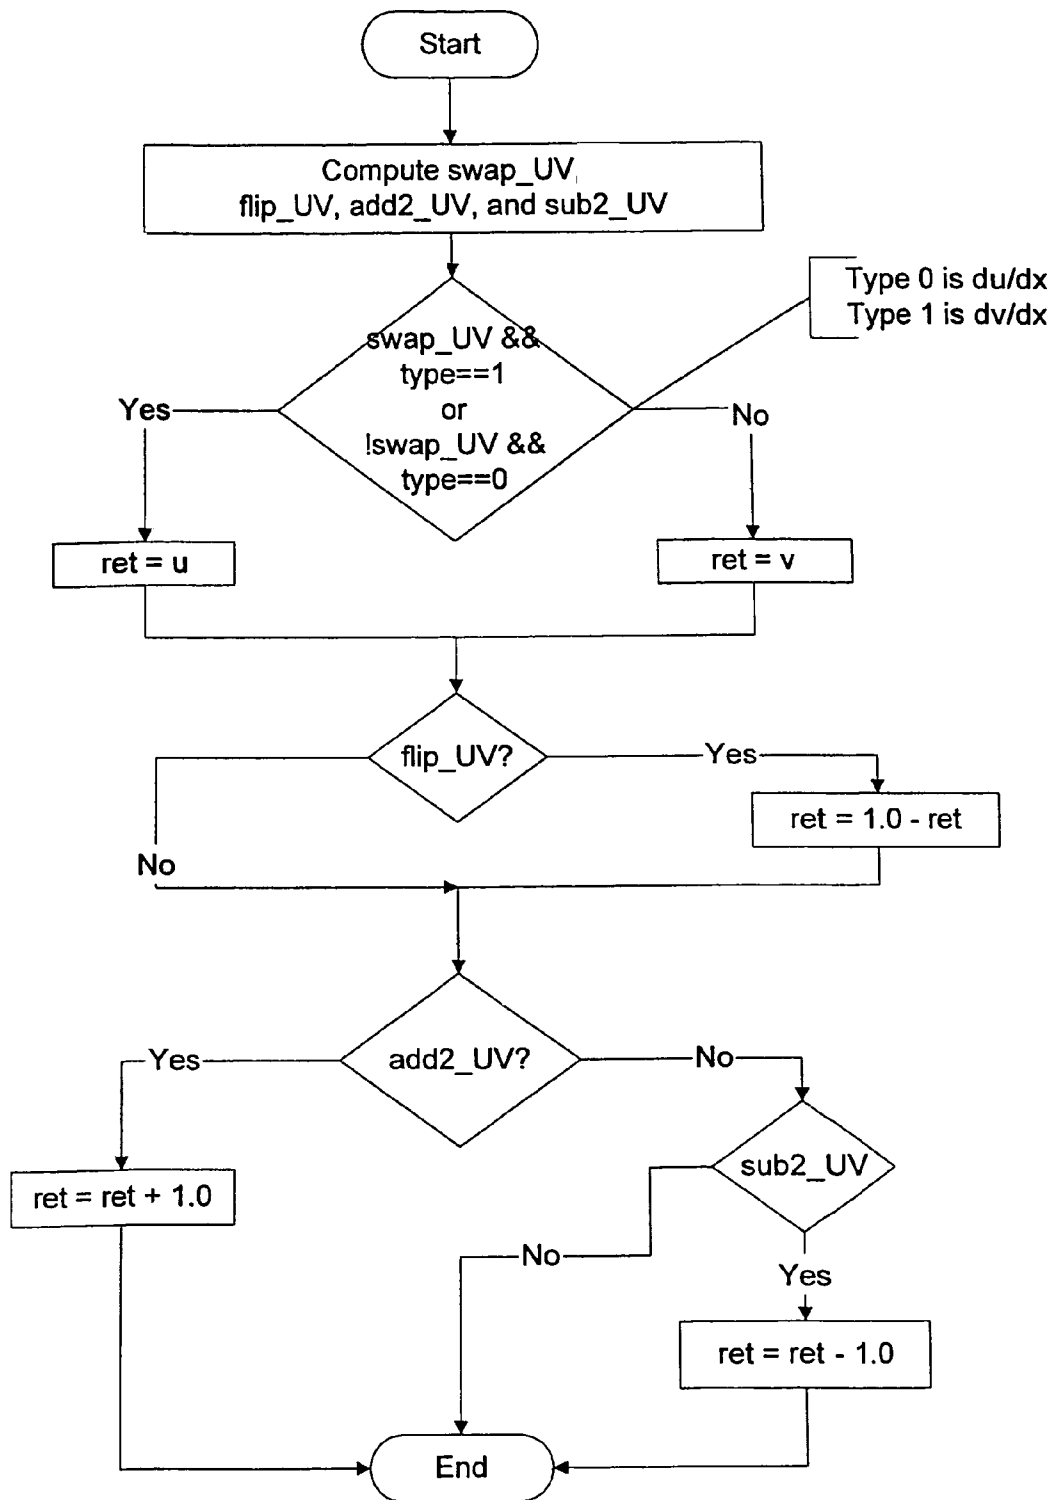 Start
Compute swap_UV,
flip_UV, add2_UV, and sub2_UV
Type 0 is du/dx
Type 1 is dv/dx
swap_UV &&
type==1
or
!swap_UV &&
type==0
Yes
No
ret = u
ret = v
flip_UV?
Yes
ret = 1.0 - ret
No
add2_UV?
Yes
No
sub2_UV
ret = ret + 1.0
No
Yes
ret = ret - 1.0
End